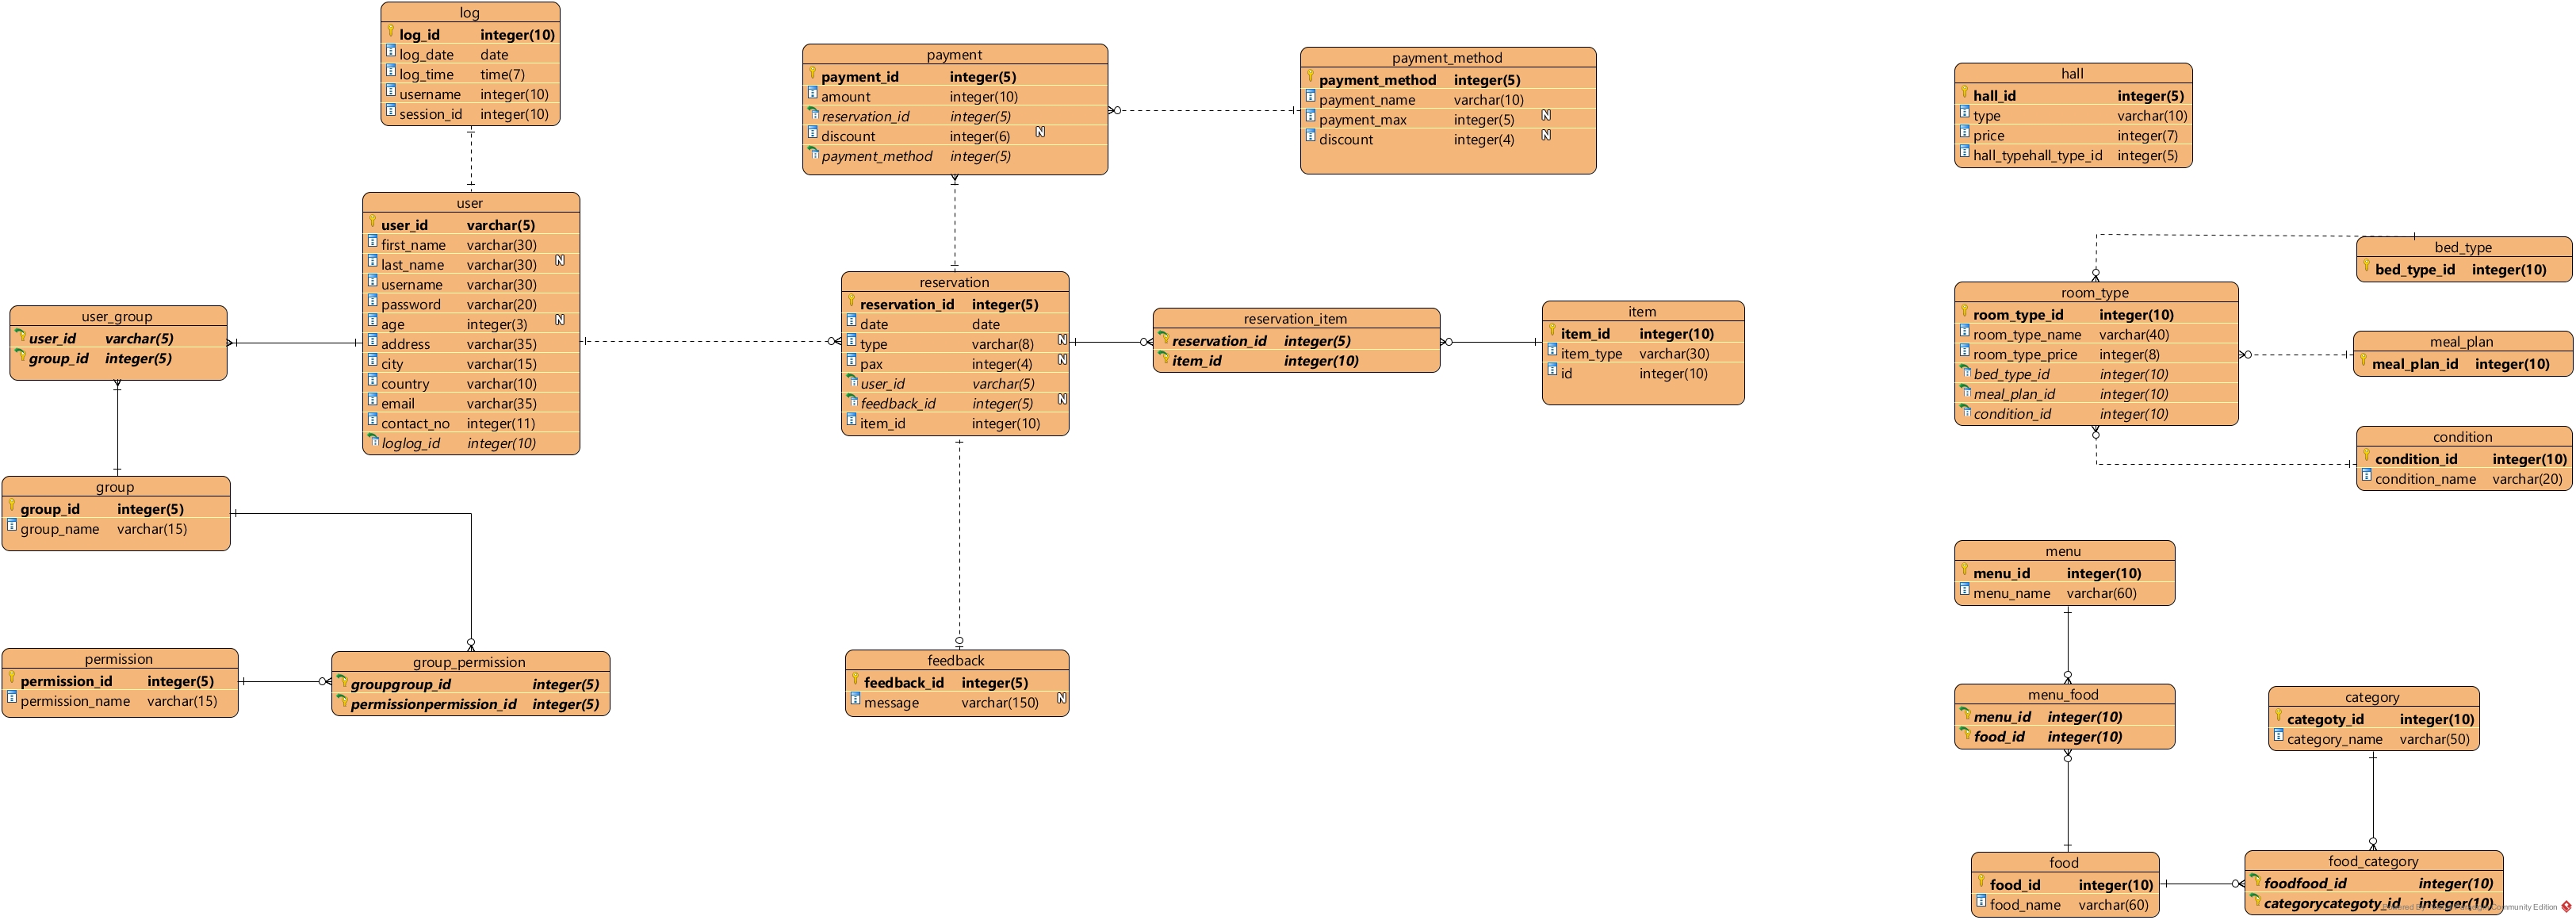 log
log_id integer(10)
log_date date
log_time time(7)
username integer(10)
session_id integer(10)
payment
payment_id integer(5)
amount integer(10)
reservation_id integer(5)
discount integer(6) N
payment_method integer(5)
payment_method
payment_method integer(5)
payment_name varchar(10)
payment_max integer(5) N
discount integer(4) N
hall
hall_id integer(5)
type varchar(10)
price integer(7)
hall_typehall_type_id integer(5)
user
user_id varchar(5)
first_name varchar(30)
last_name varchar(30) N
username varchar(30)
password varchar(20)
age integer(3) N
address varchar(35)
city varchar(15)
country varchar(10)
email varchar(35)
contact_no integer(11)
loglog_id integer(10)
user_group
user_id varchar(5)
group_id integer(5)
reservation
reservation_id integer(5)
date date
type varchar(8) N
pax integer(4) N
user_id varchar(5)
feedback_id integer(5) N
item_id integer(10)
reservation_item
reservation_id integer(5)
item_id integer(10)
item
item_id integer(10)
item_type varchar(30)
id integer(10)
bed_type
bed_type_id integer(10)
room_type
room_type_id integer(10)
room_type_name varchar(40)
room_type_price integer(8)
bed_type_id integer(10)
meal_plan_id integer(10)
condition_id integer(10)
meal_plan
meal_plan_id integer(10)
condition
condition_id integer(10)
condition_name varchar(20)
group
group_id integer(5)
group_name varchar(15)
permission
permission_id integer(5)
permission_name varchar(15)
group_permission
groupgroup_id integer(5)
permissionpermission_id integer(5)
feedback
feedback_id integer(5)
message varchar(150) N
menu
menu_id integer(10)
menu_name varchar(60)
menu_food
menu_id integer(10)
food_id integer(10)
category
categoty_id integer(10)
category_name varchar(50)
food
food_id integer(10)
food_name varchar(60)
food_category
foodfood_id integer(10)
categorycategoty_id integer(10)
Community Edition